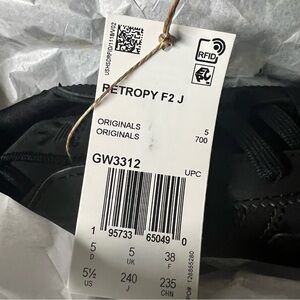 RFID
RETROPY F2 J
ORIGINALS 5
ORIGINALS 700
GW3312
UPC
1 95733 65049 0
5 5 38
D UK F
5½ 240 235
US J CHN